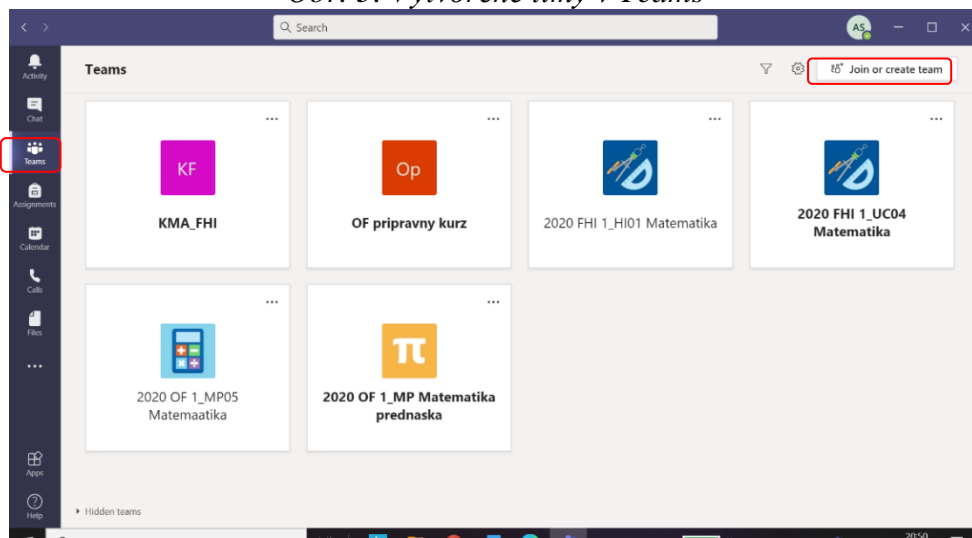 Search
AS
Activity
Teams
Join or create team
Chat
Teams
Assignments
Calendar
Calls
Files
Apps
Help
KF
KMA_FHI
Op
OF pripravny kurz
2020 FHI 1_HI01 Matematika
2020 FHI 1_UC04
Matematika
2020 OF 1_MP05
Matemaatika
π
2020 OF 1_MP Matematika
prednaska
Hidden teams
20:50